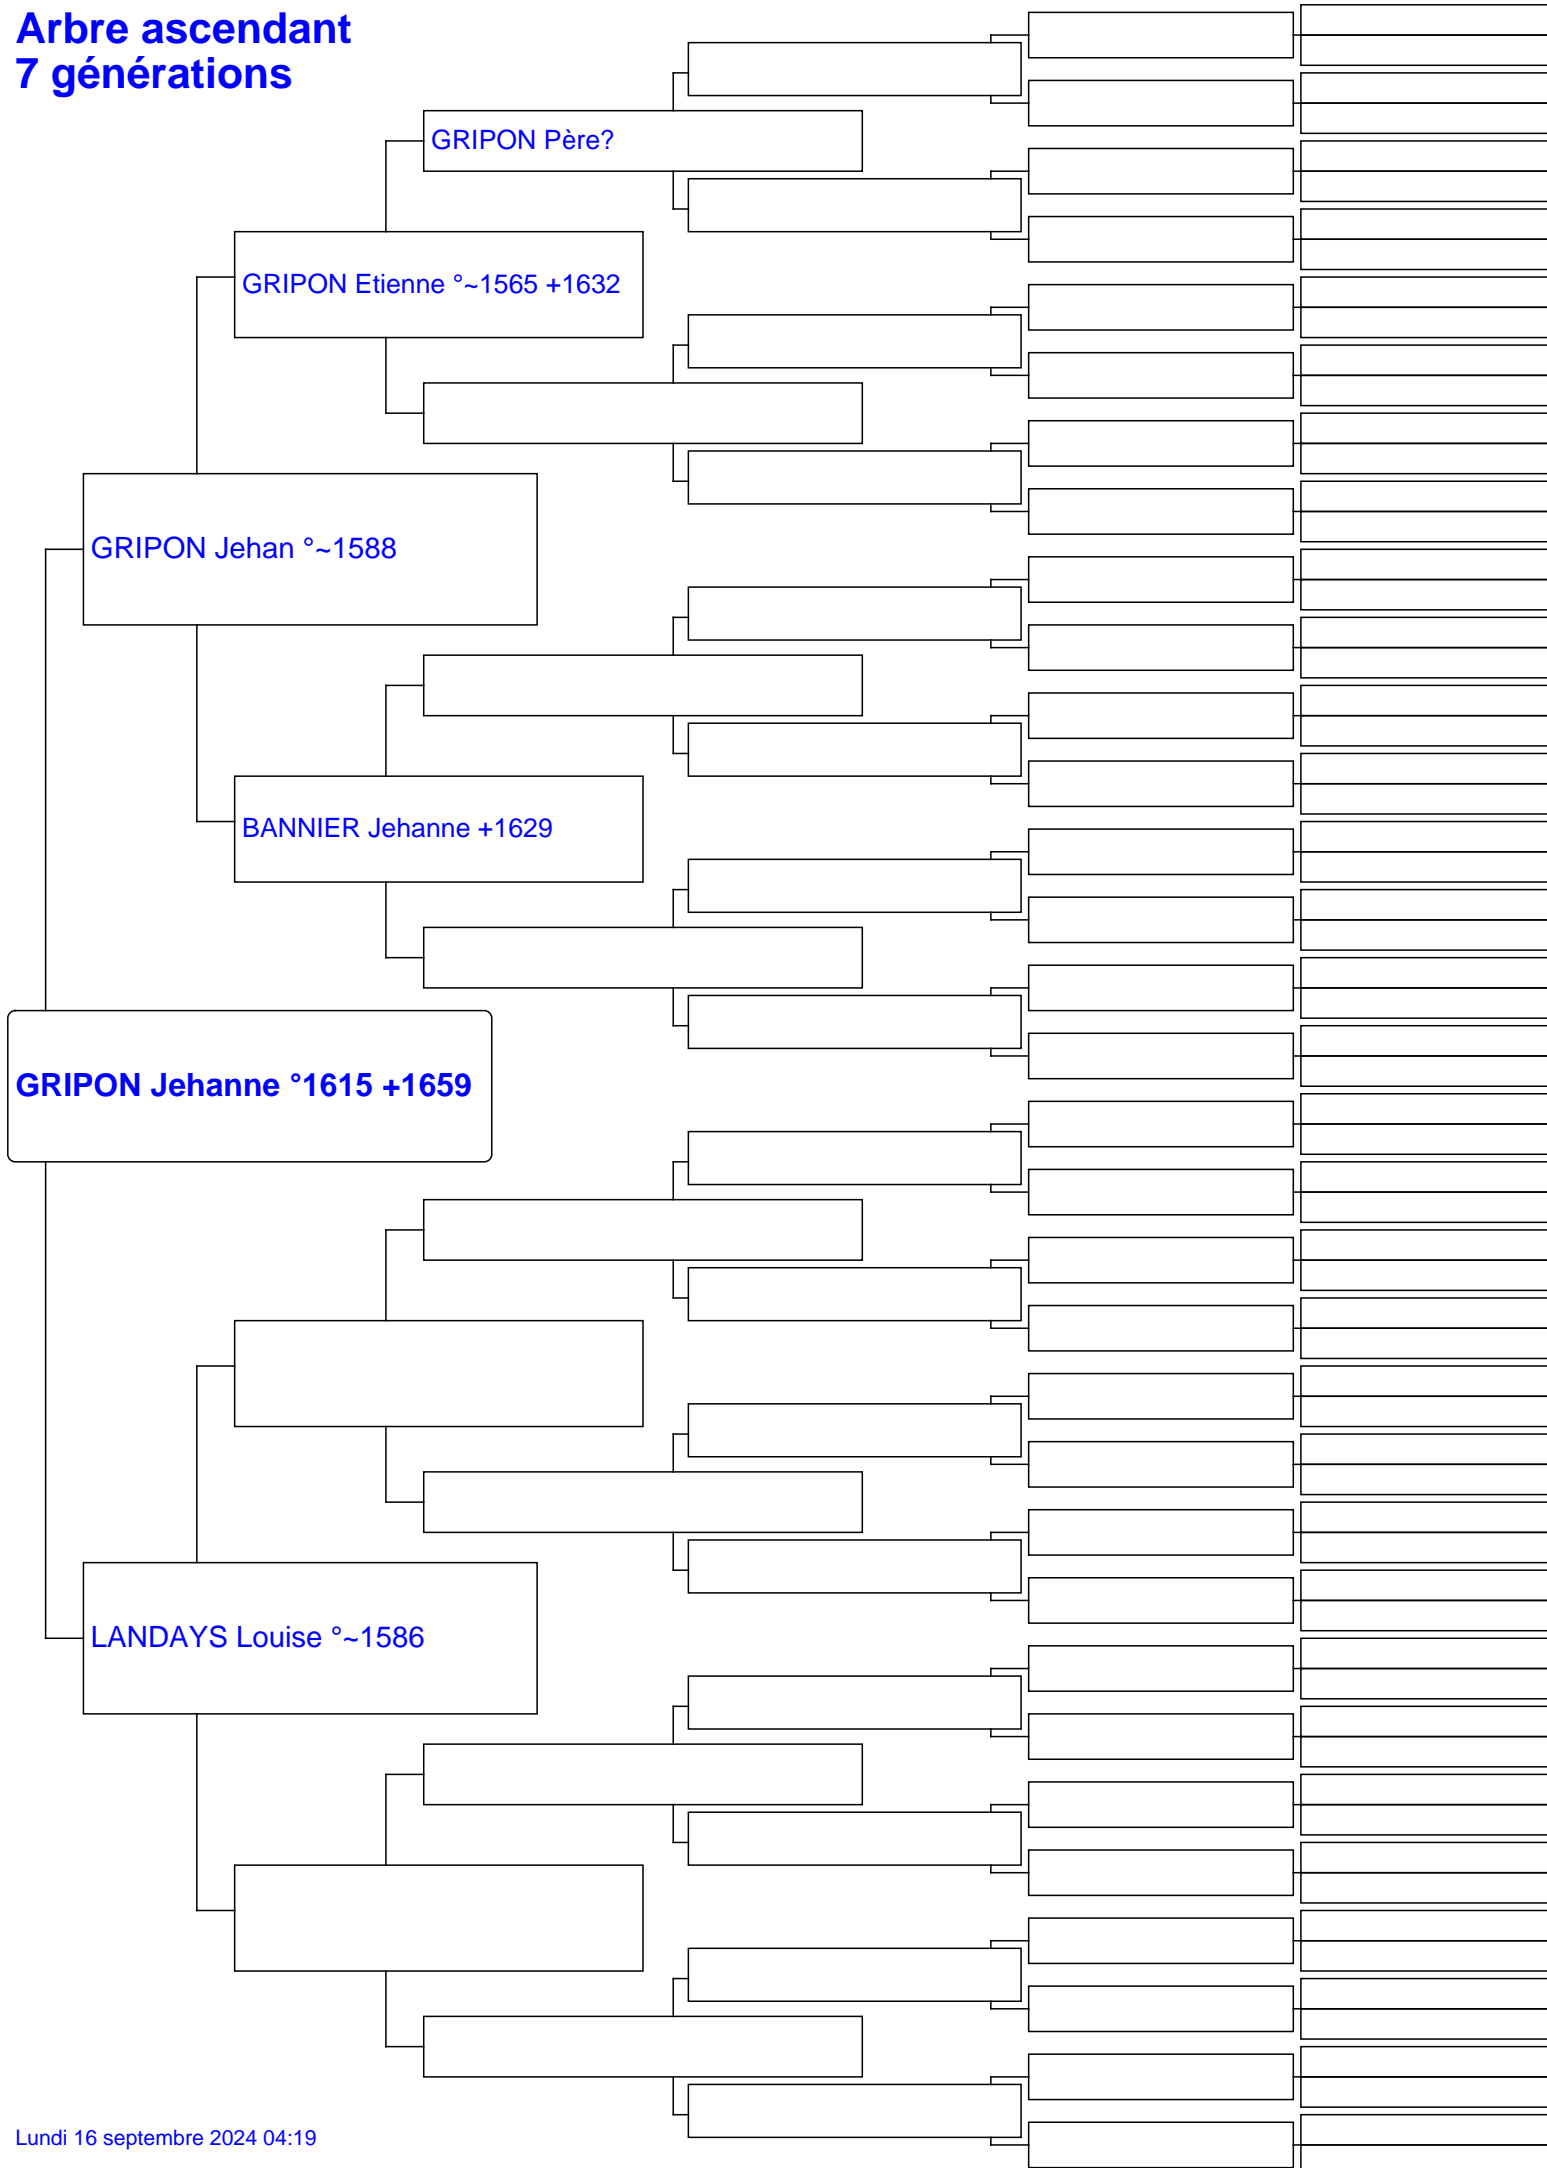 Arbre ascendant
7 générations
GRIPON Père?
GRIPON Etienne °~1565 +1632
GRIPON Jehan °~1588
BANNIER Jehanne +1629
GRIPON Jehanne °1615 +1659
LANDAYS Louise °~1586
Lundi 16 septembre 2024 04:19